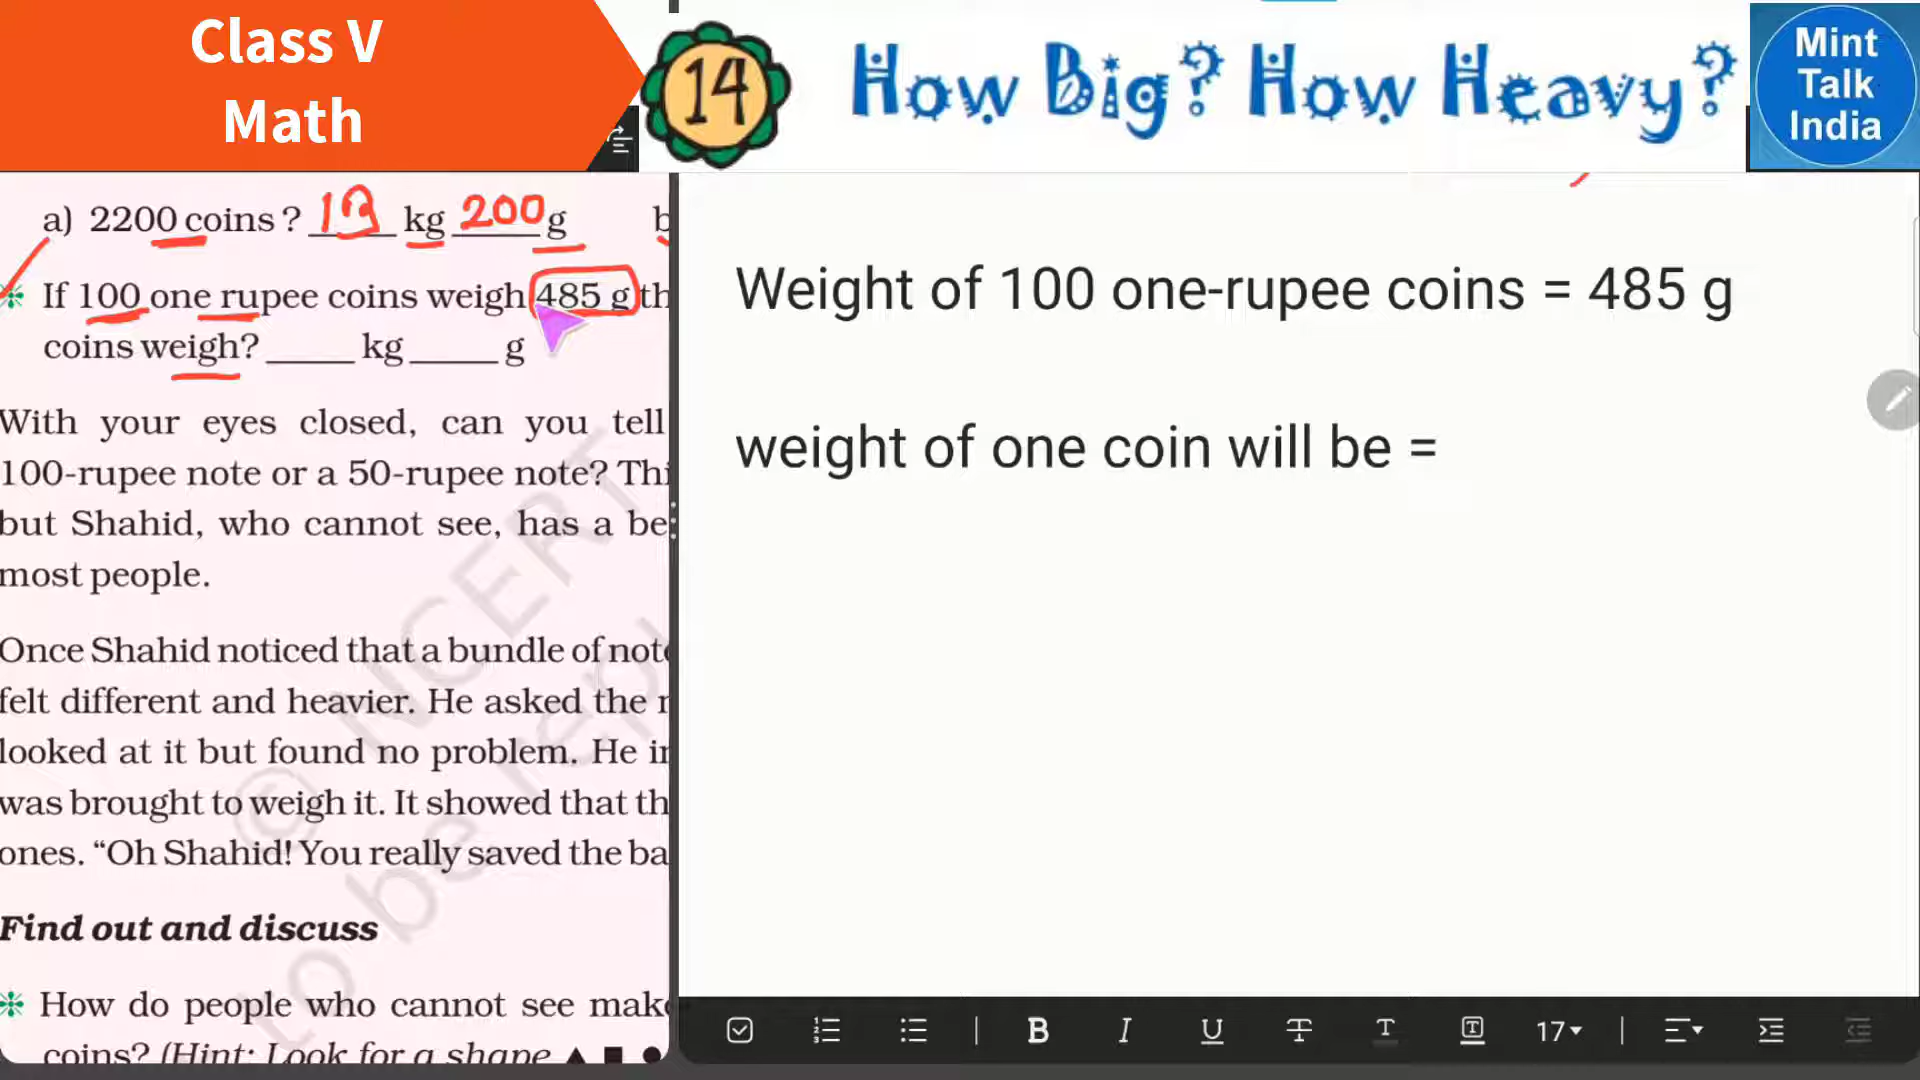 Class V
Math
14
How Big? How Heavy?
Mint
Talk
India
a) 2200 coins? kg 200 g
If 100 one rupee coins weigh 485 g th
coins weigh? ____ kg ____ g
With your eyes closed, can you tell
100-rupee note or a 50-rupee note? Thi
but Shahid, who cannot see, has a be
most people.
Once Shahid noticed that a bundle of note
felt different and heavier. He asked the
looked at it but found no problem. He in
was brought to weigh it. It showed that th
ones. “Oh Shahid! You really saved the ba
Find out and discuss
How do people who cannot see make
coins? (Hint: Look for a shape
© NCERT
to be repu
Weight of 100 one-rupee coins = 485 g
weight of one coin will be =
B I U T T T 17